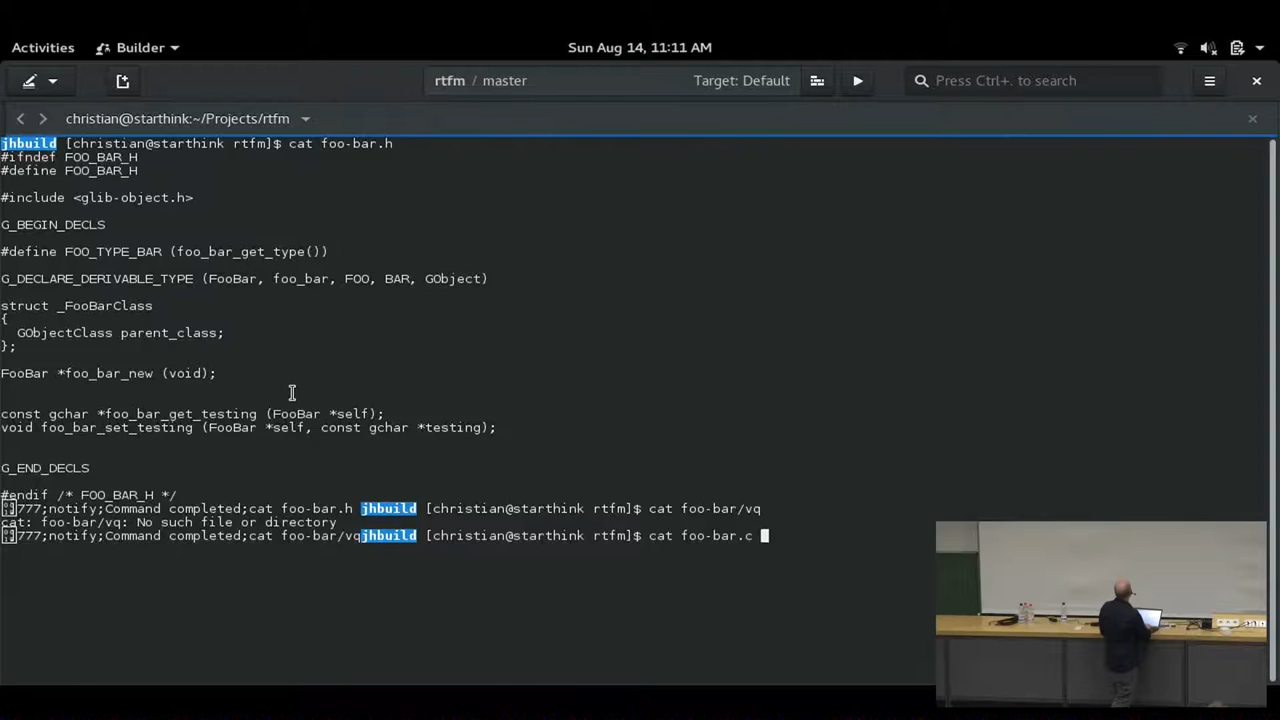 Activities Builder Sun Aug 14, 11:11 AM
rtfm / master Target: Default Press Ctrl+. to search
christian@starthink:~/Projects/rtfm
jhbuild [christian@starthink rtfm]$ cat foo-bar.h
#ifndef FOO_BAR_H
#define FOO_BAR_H
#include <glib-object.h>
G_BEGIN_DECLS
#define FOO_TYPE_BAR (foo_bar_get_type())
G_DECLARE_DERIVABLE_TYPE (FooBar, foo_bar, FOO, BAR, GObject)
struct _FooBarClass
{
GObjectClass parent_class;
};
FooBar *foo_bar_new (void);
const gchar *foo_bar_get_testing (FooBar *self);
void foo_bar_set_testing (FooBar *self, const gchar *testing);
G_END_DECLS
#endif /* FOO_BAR_H */
777;notify;Command completed;cat foo-bar.h jhbuild [christian@starthink rtfm]$ cat foo-bar/vq
cat: foo-bar/vq: No such file or directory
777;notify;Command completed;cat foo-bar/vqjhbuild [christian@starthink rtfm]$ cat foo-bar.c